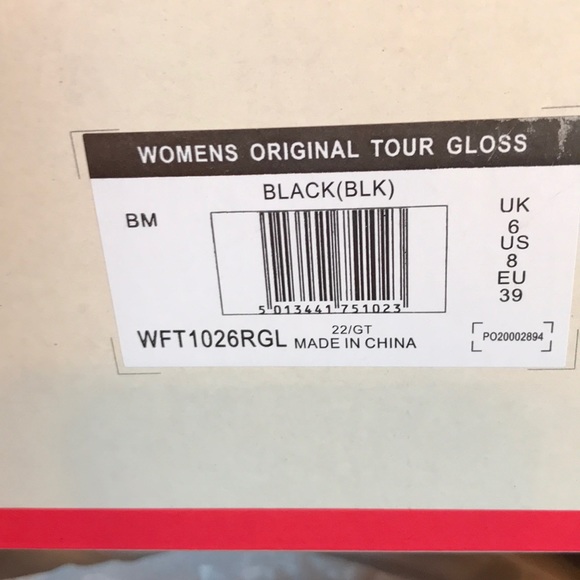 WOMENS ORIGINAL TOUR GLOSS
BLACK(BLK)
BM
5 013441 751023
UK
6
US
8
EU
39
WFT1026RGL
22/GT
MADE IN CHINA
PO20002894